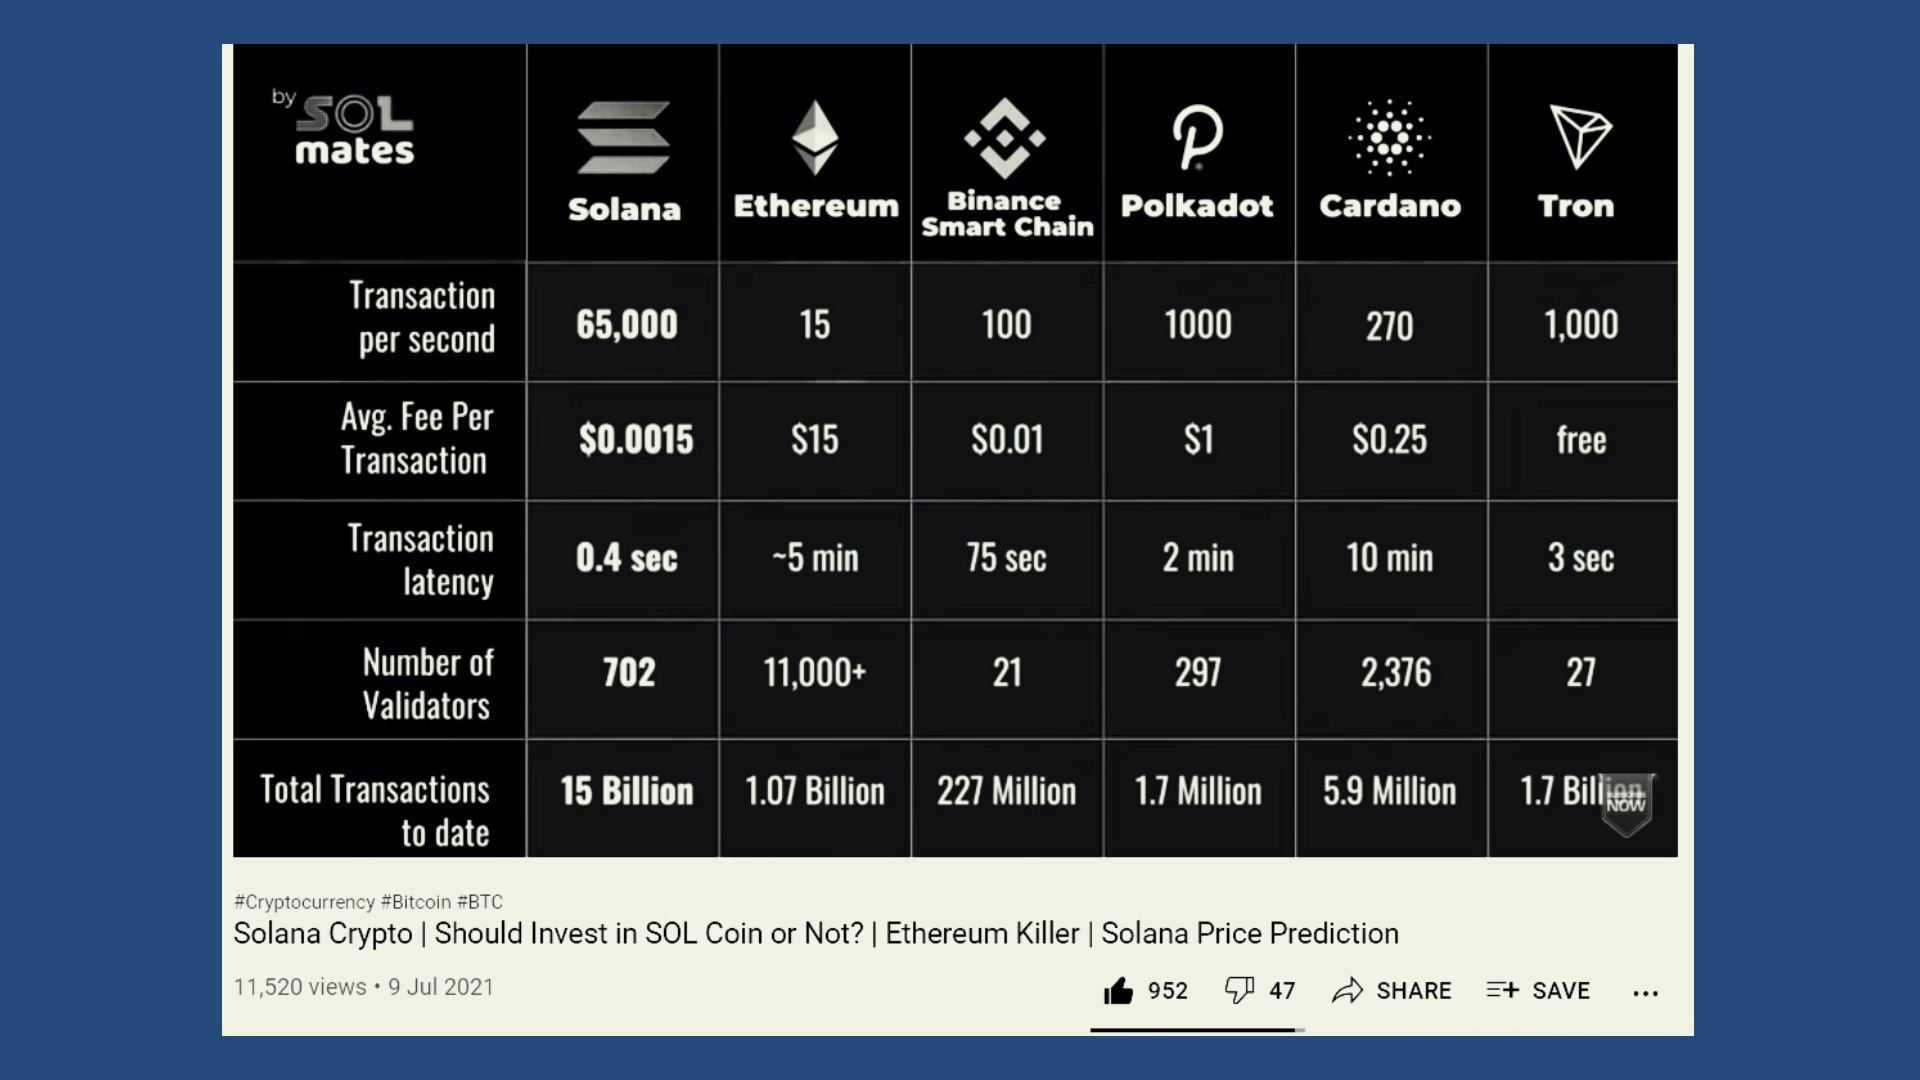 by SOL
mates
Solana
Ethereum
Binance
Smart Chain
Polkadot
Cardano
Tron
Transaction
per second
65,000
15
100
1000
270
1,000
Avg. Fee Per
Transaction
$0.0015
$15
$0.01
$1
$0.25
free
Transaction
latency
0.4 sec
~5 min
75 sec
2 min
10 min
3 sec
Number of
Validators
702
11,000+
21
297
2,376
27
Total Transactions
to date
15 Billion
1.07 Billion
227 Million
1.7 Million
5.9 Million
1.7 Billion
SUBSCRIBE
NOW
#Cryptocurrency #Bitcoin #BTC
Solana Crypto | Should Invest in SOL Coin or Not? | Ethereum Killer | Solana Price Prediction
11,520 views • 9 Jul 2021
952
47
SHARE
SAVE